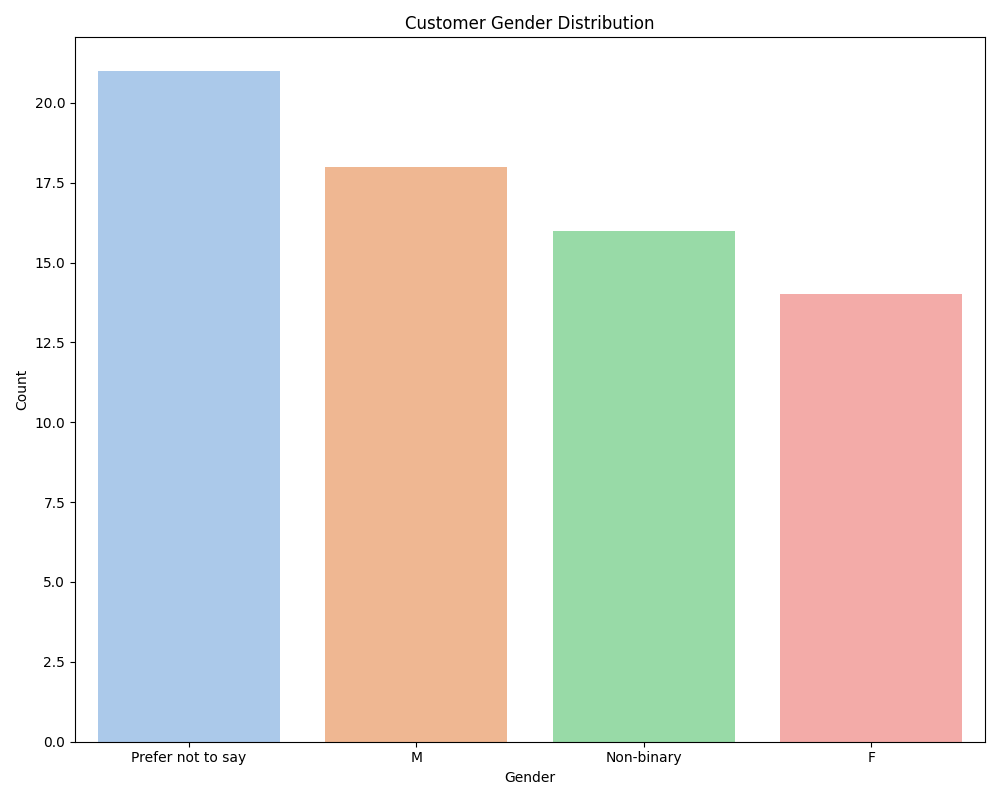 Customer Gender Distribution
20.0
17.5
15.0
12.5
10.0
7.5
5.0
2.5
0.0
Count
Prefer not to say
M
Non-binary
F
Gender